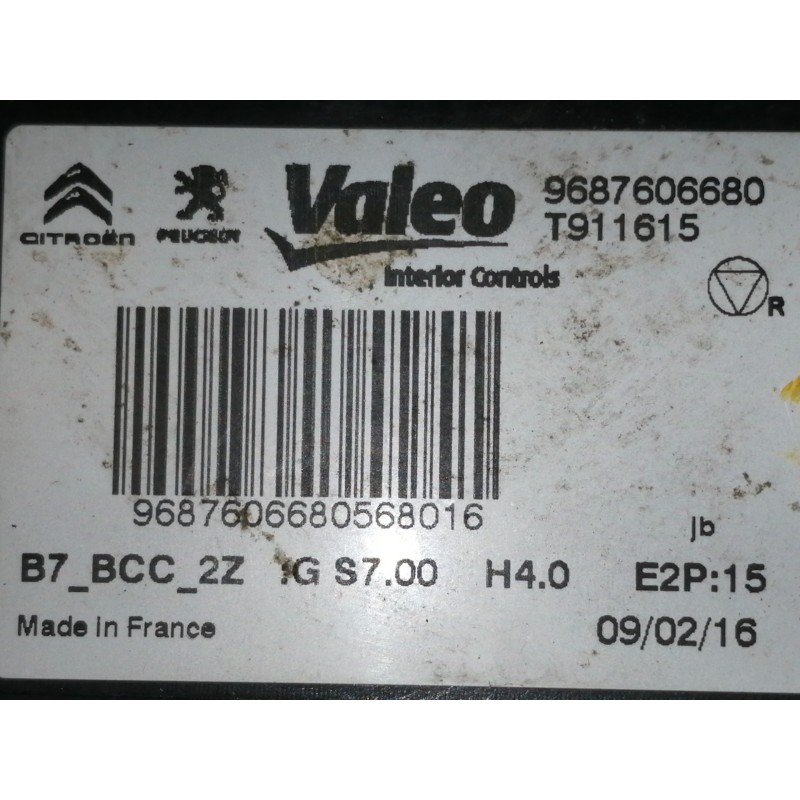 CITROËN PEUGEOT Valeo 9687606680
T911615
Interior Controls
R
9687606680568016
jb
B7_BCC_2Z :G S7.00 H4.0 E2P:15
Made in France 09/02/16